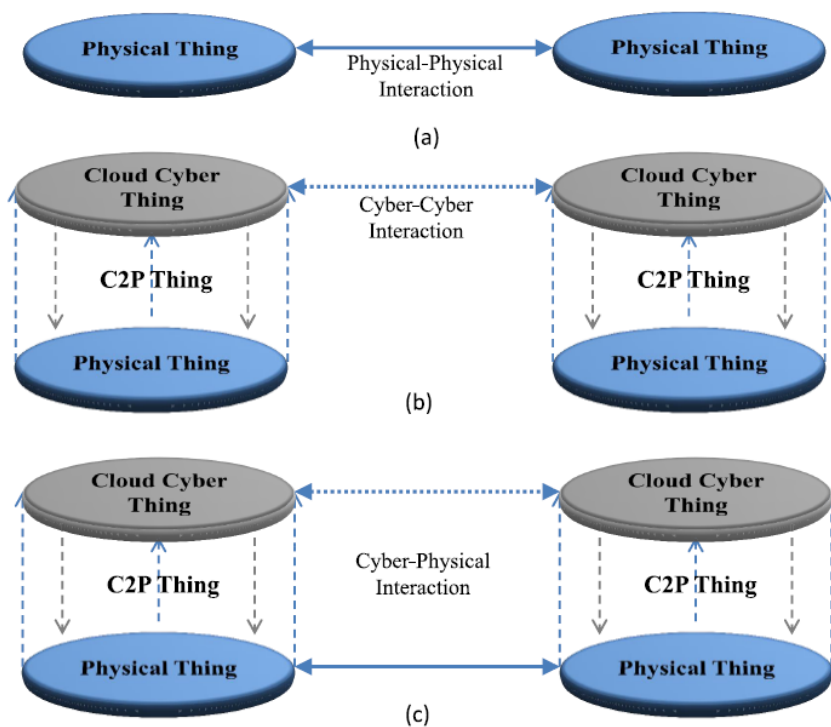 Physical Thing
Physical Thing
Physical-Physical
Interaction
(a)
Cloud Cyber
Thing
Cloud Cyber
Thing
Cyber-Cyber
Interaction
C2P Thing
C2P Thing
Physical Thing
Physical Thing
(b)
Cloud Cyber
Thing
Cloud Cyber
Thing
Cyber-Physical
Interaction
C2P Thing
C2P Thing
Physical Thing
Physical Thing
(c)